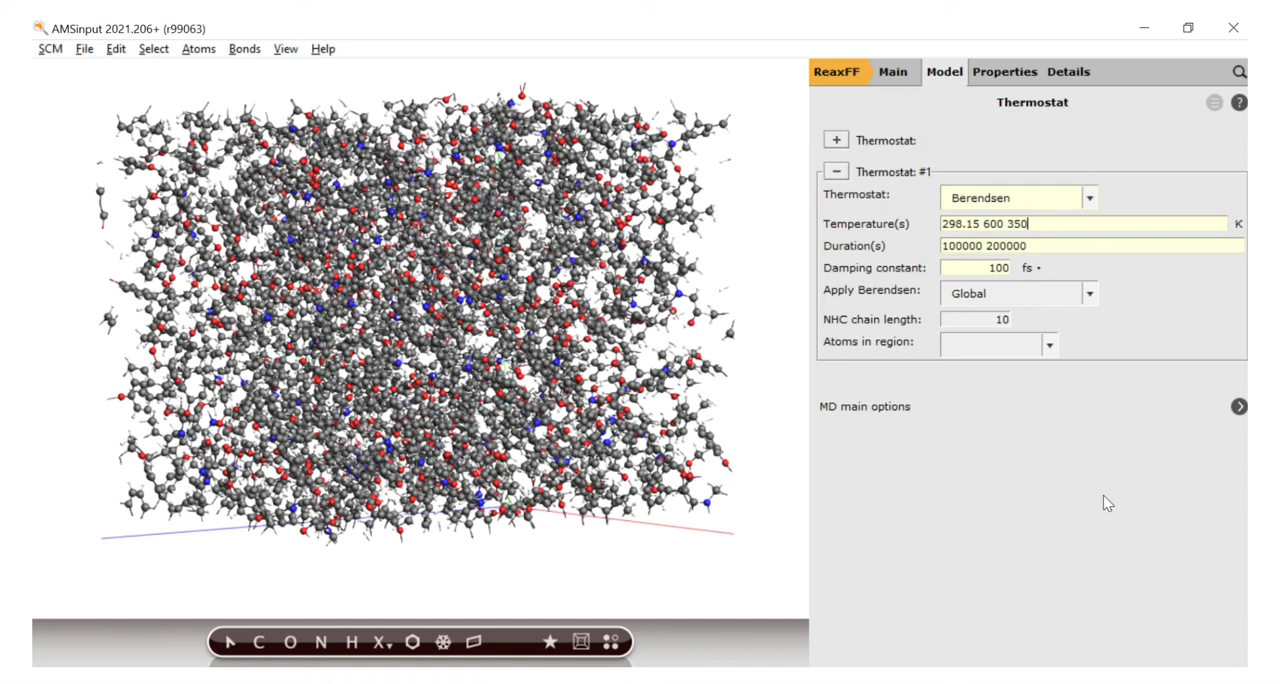 AMSinput 2021.206+ (r99063)
SCM File Edit Select Atoms Bonds View Help
ReaxFF Main Model Properties Details
Thermostat
?
+ Thermostat:
− Thermostat: #1
Thermostat: Berendsen
Temperature(s) 298.15 600 350 K
Duration(s) 100000 200000
Damping constant: 100 fs
Apply Berendsen: Global
NHC chain length: 10
Atoms in region:
MD main options
C O N H X